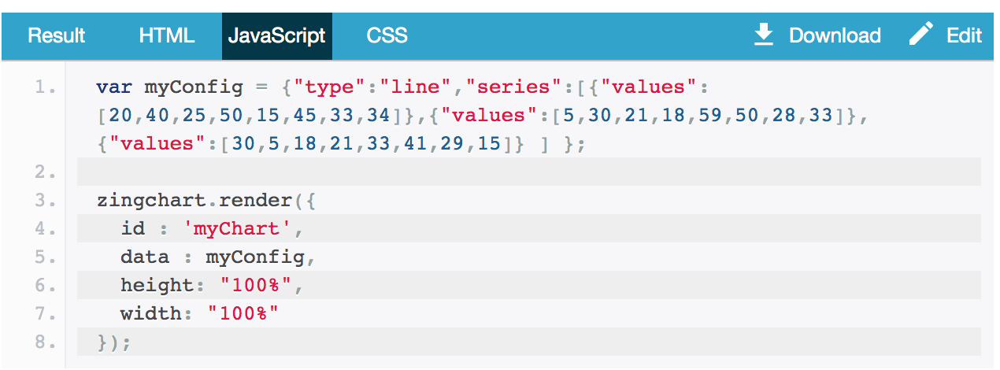 Result HTML JavaScript CSS Download Edit
1. var myConfig = {"type":"line","series":[{"values":
[20,40,25,50,15,45,33,34]},{"values":[5,30,21,18,59,50,28,33]},
{"values":[30,5,18,21,33,41,29,15]} ] };
2.
3. zingchart.render({
4. id : 'myChart',
5. data : myConfig,
6. height: "100%",
7. width: "100%"
8. });